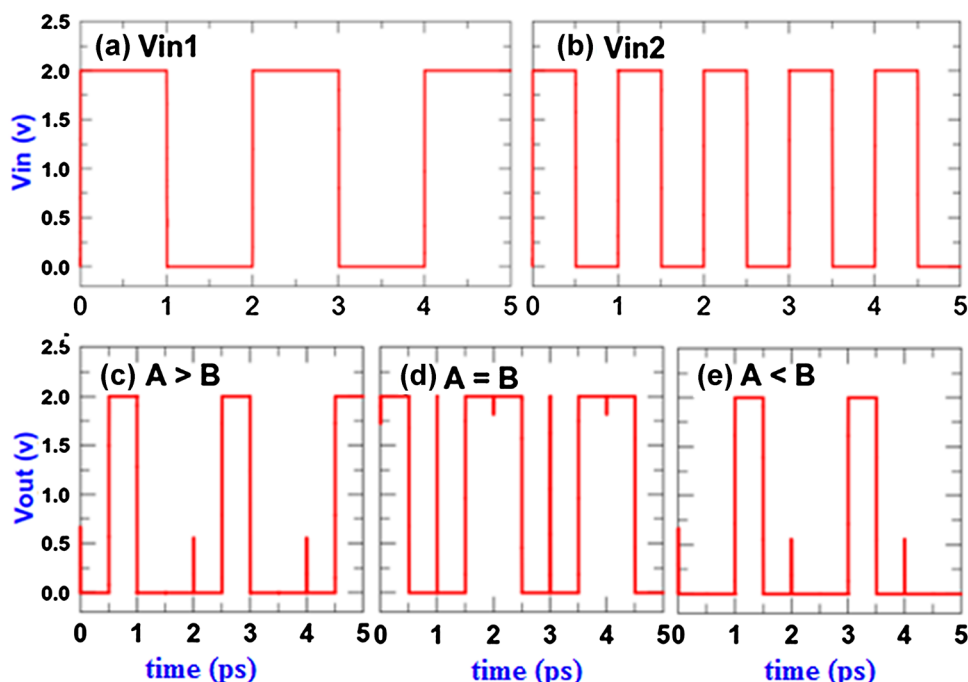 (a) Vin1
(b) Vin2
Vin (v)
2.5
2.0
1.5
1.0
0.5
0.0
0 1 2 3 4 5
0 1 2 3 4 5
(c) A > B
(d) A = B
(e) A < B
Vout (v)
2.5
2.0
1.5
1.0
0.5
0.0
0 1 2 3 4 5
0 1 2 3 4 5
0 1 2 3 4 5
time (ps)
time (ps)
time (ps)